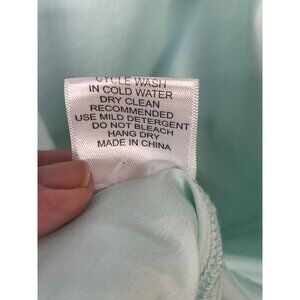 CYCLE WASH
IN COLD WATER
DRY CLEAN
RECOMMENDED
USE MILD DETERGENT
DO NOT BLEACH
HANG DRY
MADE IN CHINA